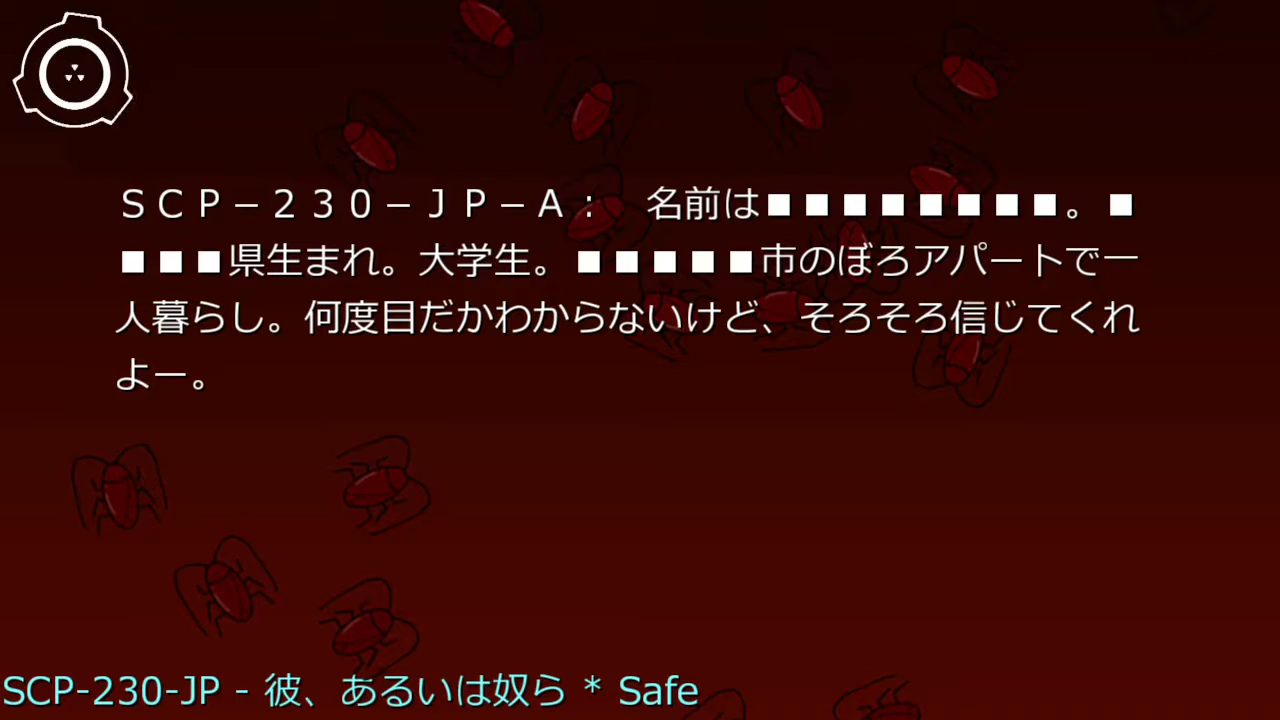 ＳＣＰ－２３０－ＪＰ－Ａ：　名前は■■■■■■■■。■
■■■県生まれ。大学生。■■■■■市のぼろアパートで一
人暮らし。何度目だかわからないけど、そろそろ信じてくれ
よー。
SCP-230-JP - 彼、あるいは奴ら * Safe